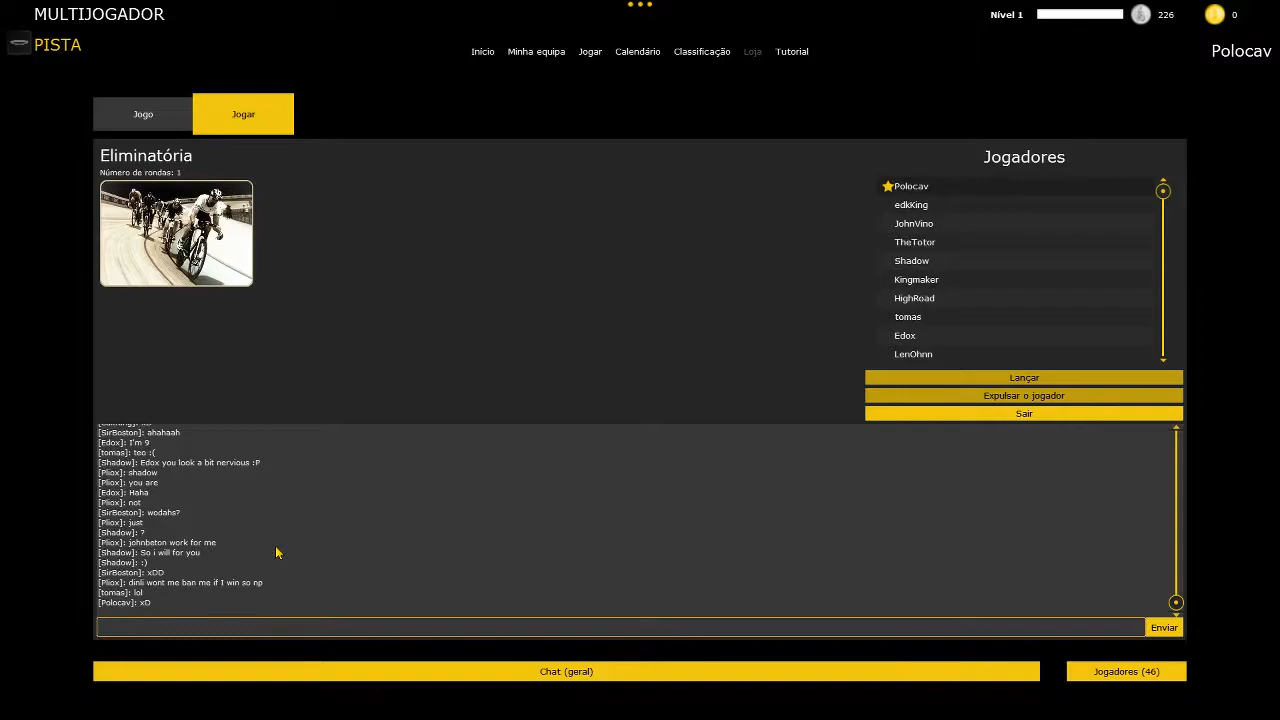 MULTIJOGADOR
Nível 1
226
0
PISTA
Início Minha equipa Jogar Calendário Classificação Loja Tutorial
Polocav
Jogo
Jogar
Eliminatória
Número de rondas: 1
Jogadores
Polocav
edkKing
JohnVino
TheTotor
Shadow
Kingmaker
HighRoad
tomas
Edox
LenOhnn
Lançar
Expulsar o jogador
Sair
[SirBoston]: ahahaah
[Edox]: I'm 9
[tomas]: teo :(
[Shadow]: Edox you look a bit nervious :P
[Pliox]: shadow
[Pliox]: you are
[Edox]: Haha
[Pliox]: not
[SirBoston]: wodahs?
[Pliox]: just
[Shadow]: ?
[Pliox]: johnbeton work for me
[Shadow]: So i will for you
[Shadow]: :)
[SirBoston]: xDD
[Pliox]: dinli wont me ban me if I win so np
[tomas]: lol
[Polocav]: xD
Enviar
Chat (geral)
Jogadores (46)